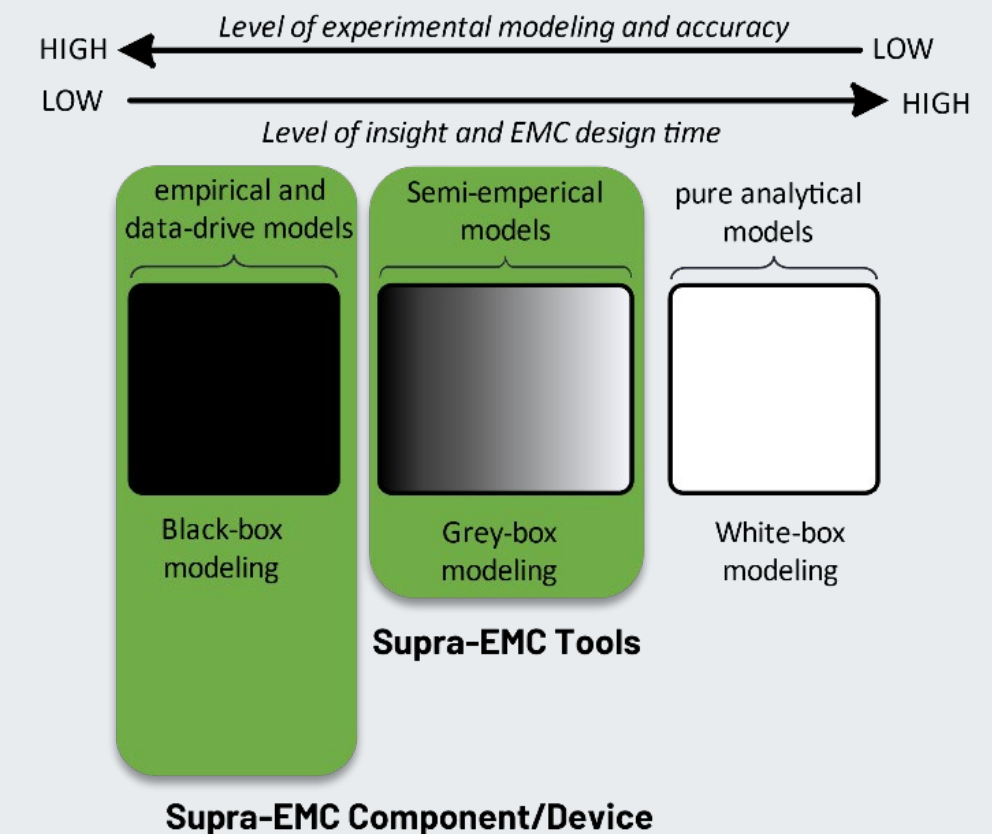 Level of experimental modeling and accuracy
HIGH
LOW
LOW
HIGH
Level of insight and EMC design time
empirical and
data-drive models
Semi-emperical
models
pure analytical
models
Black-box
modeling
Grey-box
modeling
White-box
modeling
Supra-EMC Tools
Supra-EMC Component/Device